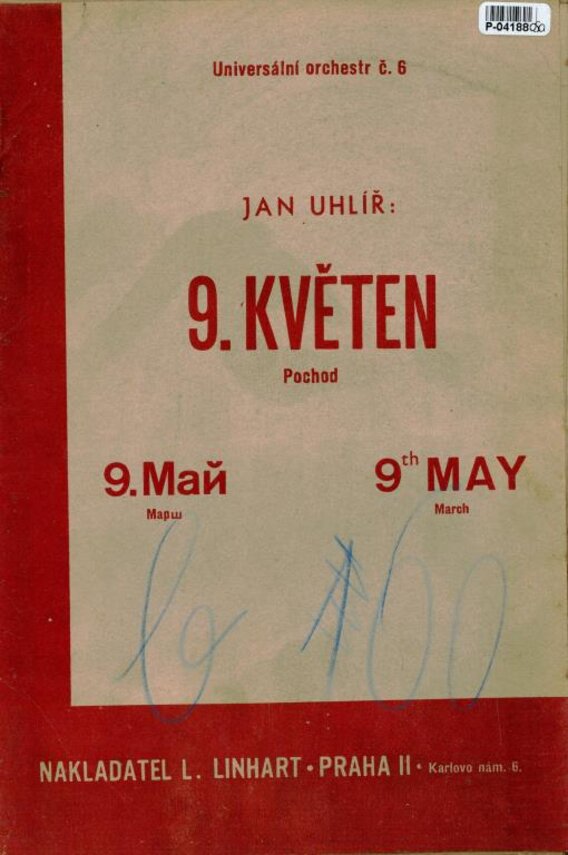 Universální orchestr č. 6
JAN UHLÍŘ:
9. KVĚTEN
Pochod
9. Май
Марш
9th MAY
March
NAKLADATEL L. LINHART • PRAHA II • Karlovo nám. 6.